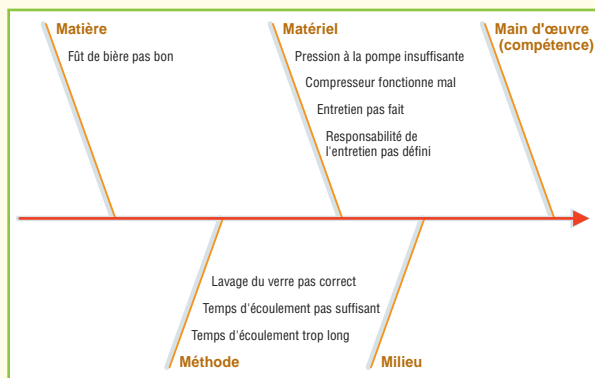 Matière
Fût de bière pas bon
Matériel
Pression à la pompe insuffisante
Compresseur fonctionne mal
Entretien pas fait
Responsabilité de
l'entretien pas défini
Main d'œuvre
(compétence)
Lavage du verre pas correct
Temps d'écoulement pas suffisant
Temps d'écoulement trop long
Méthode
Milieu